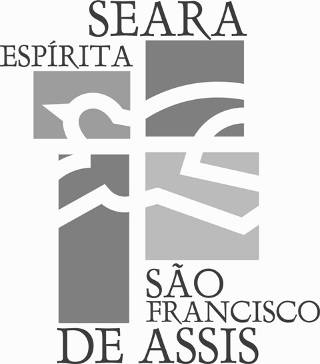 SEARA
ESPÍRITA
SÃO
FRANCISCO
DE ASSIS